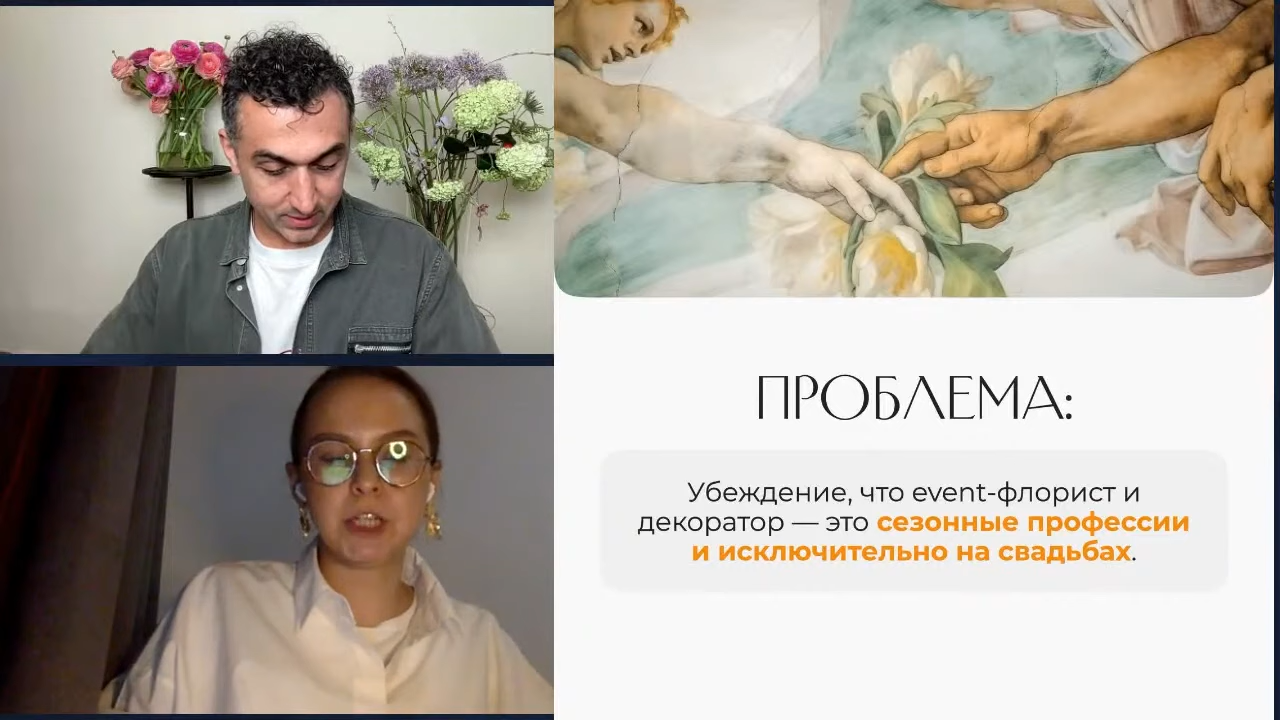 ПРОБЛЕМА:
Убеждение, что event-флорист и
декоратор — это сезонные профессии
и исключительно на свадьбах.